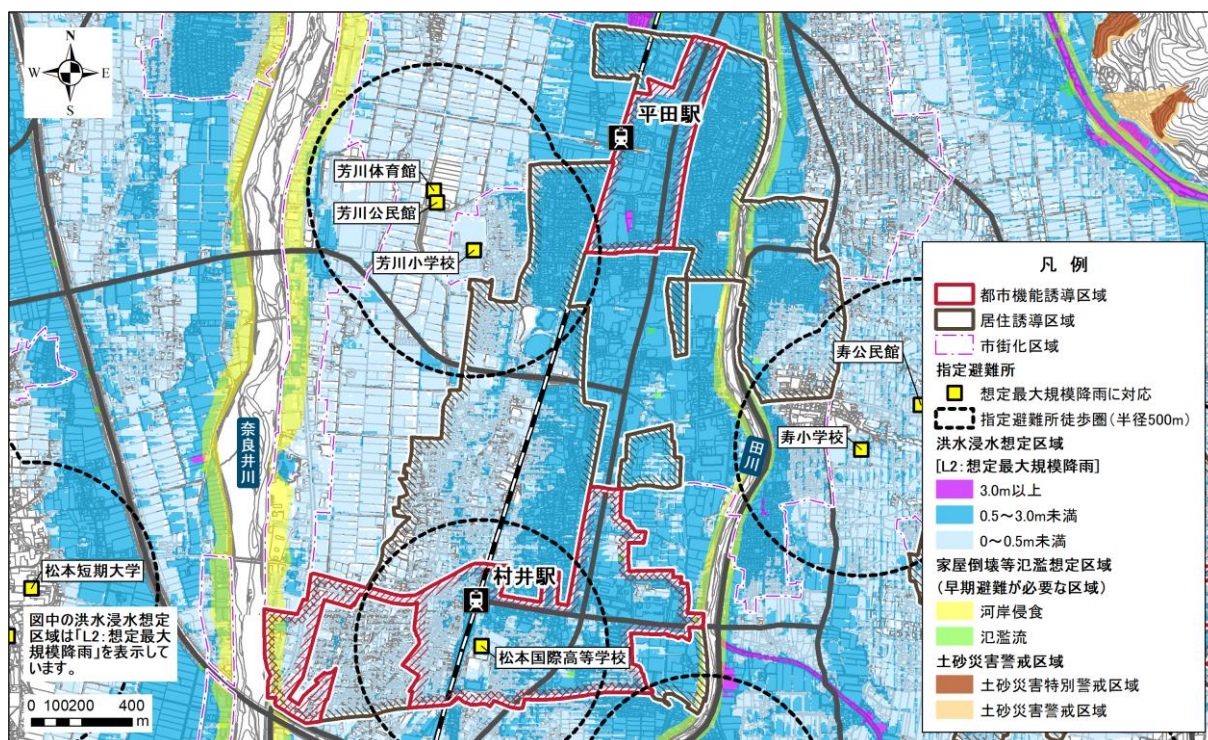 N
W
E
S
平田駅
芳川体育館
芳川公民館
芳川小学校
奈良井川
田川
寿公民館
寿小学校
村井駅
松本国際高等学校
松本短期大学
図中の洪水浸水想定
区域は「L2:想定最大
規模降雨」を表示して
います。
0 100200 400
m
凡例
都市機能誘導区域
居住誘導区域
市街化区域
指定避難所
想定最大規模降雨に対応
指定避難所徒歩圏(半径500m)
洪水浸水想定区域
[L2:想定最大規模降雨]
3.0m以上
0.5~3.0m未満
0~0.5m未満
家屋倒壊等氾濫想定区域
(早期避難が必要な区域)
河岸侵食
氾濫流
土砂災害警戒区域
土砂災害特別警戒区域
土砂災害警戒区域